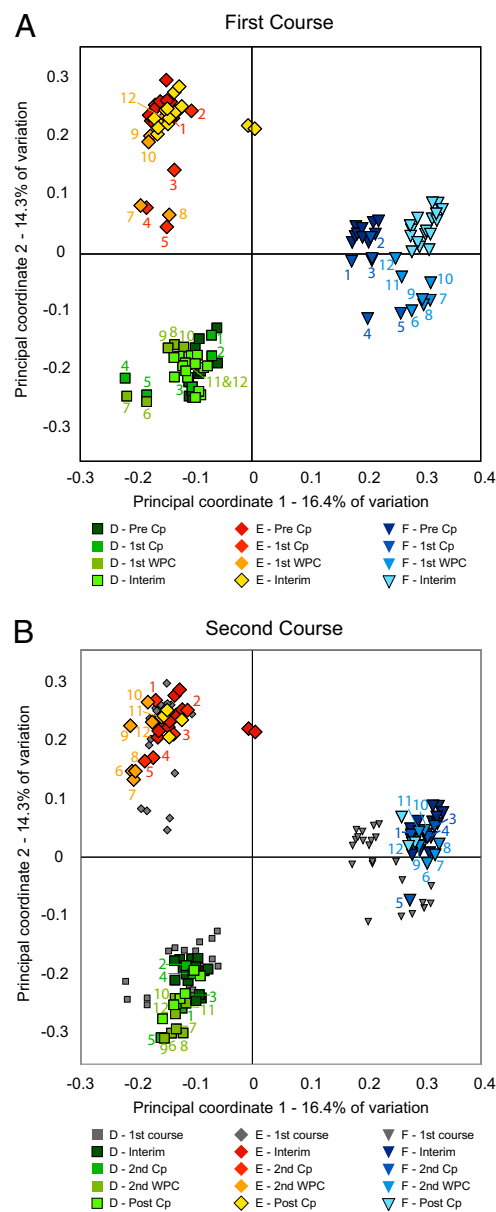 A
First Course
Principal coordinate 2 - 14.3% of variation
0.3
0.2
0.1
0
-0.1
-0.2
-0.3
12
2
1
9
10
3
7
8
4
5
2
1
3
12
11
10
9
7
8
6
5
4
9
8
10
1
2
4
3
11&12
5
7
6
-0.3
-0.2
-0.1
0
0.1
0.2
0.3
0.4
Principal coordinate 1 - 16.4% of variation
D - Pre Cp
E - Pre Cp
F - Pre Cp
D - 1st Cp
E - 1st Cp
F - 1st Cp
D - 1st WPC
E - 1st WPC
F - 1st WPC
D - Interim
E - Interim
F - Interim
B
Second Course
Principal coordinate 2 - 14.3% of variation
0.3
0.2
0.1
0
-0.1
-0.2
-0.3
10
1
2
11
9
12
3
8
4
6
5
7
11
10
3
1
4
12
8
6
7
5
2
4
10
3
12
11
1
7
5
9
6
8
-0.3
-0.2
-0.1
0
0.1
0.2
0.3
0.4
Principal coordinate 1 - 16.4% of variation
D - 1st course
E - 1st course
F - 1st course
D - Interim
E - Interim
F - Interim
D - 2nd Cp
E - 2nd Cp
F - 2nd Cp
D - 2nd WPC
E - 2nd WPC
F - 2nd WPC
D - Post Cp
E - Post Cp
F - Post Cp